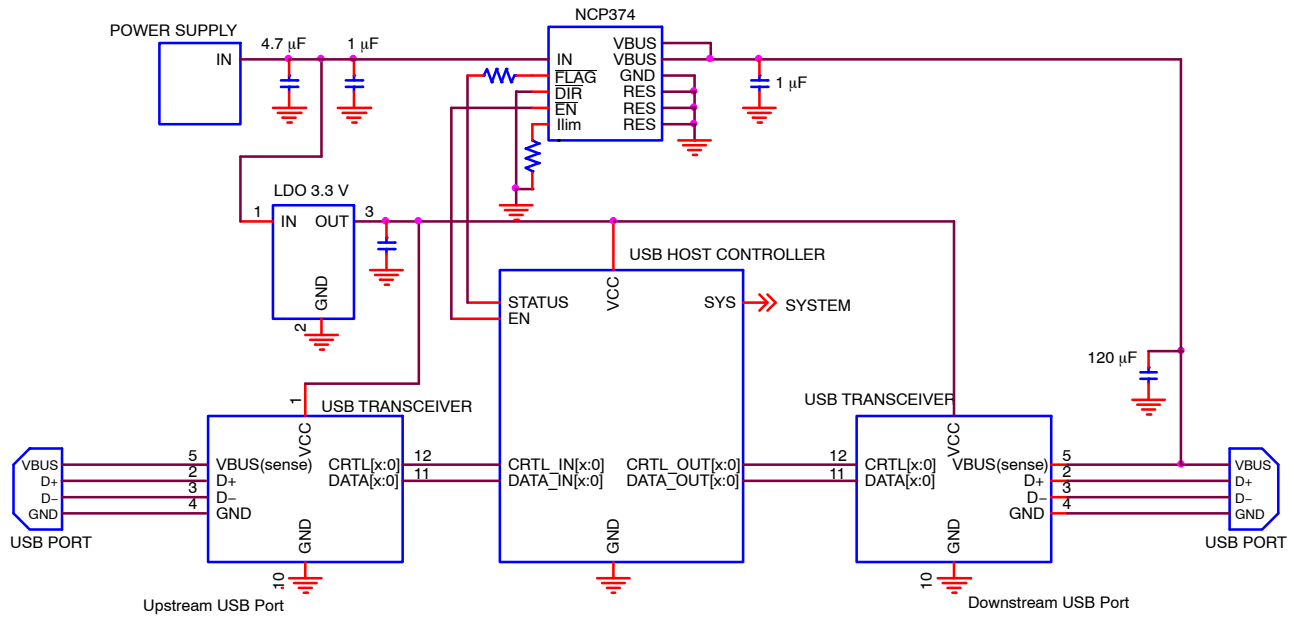 NCP374
POWER SUPPLY
IN
4.7 μF
1 μF
IN
FLAG
DIR
EN
Ilim
VBUS
VBUS
GND
RES
RES
RES
1 μF
LDO 3.3 V
1
IN
OUT
3
GND
2
USB HOST CONTROLLER
VCC
STATUS
EN
SYS
SYSTEM
CRTL_IN[x:0]
DATA_IN[x:0]
CRTL_OUT[x:0]
DATA_OUT[x:0]
GND
120 μF
1
USB TRANSCEIVER
VCC
VBUS(sense)
D+
D−
GND
CRTL[x:0]
DATA[x:0]
GND
10
5
2
3
4
12
11
VBUS
D+
D−
GND
USB PORT
Upstream USB Port
USB TRANSCEIVER
VCC
12
11
CRTL[x:0]
DATA[x:0]
VBUS(sense)
D+
D−
GND
GND
10
5
2
3
4
VBUS
D+
D−
GND
USB PORT
Downstream USB Port